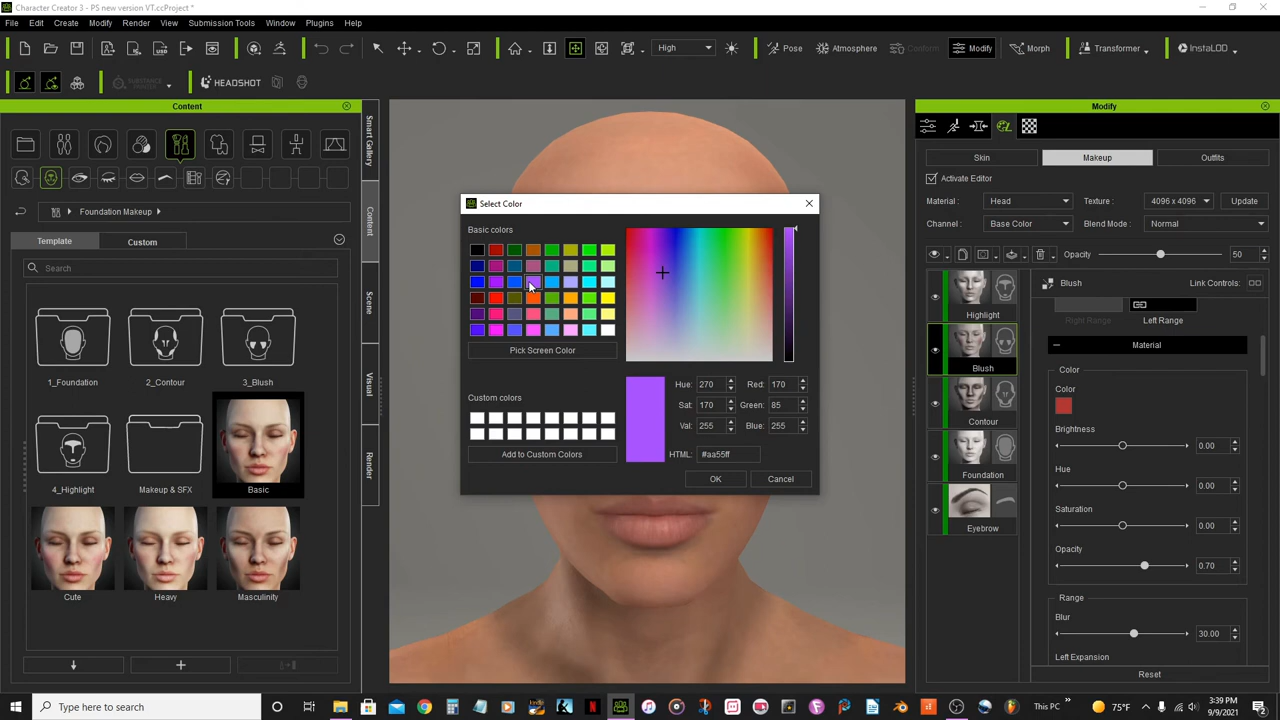 Character Creator 3 - PS new version VT.ccProject *
File Edit Create Modify Render View Submission Tools Window Plugins Help
High Pose Atmosphere Conform Modify Morph Transformer InstaLOD
SUBSTANCE HEADSHOT
Content
Foundation Makeup
Template Custom
Search
1_Foundation 2_Contour 3_Blush
4_Highlight Makeup & SFX Basic
Cute Heavy Masculinity
Smart Gallery
Content
Scene
Visual
Render
Select Color
Basic colors
Pick Screen Color
Custom colors
Add to Custom Colors
Hue: 270 Red: 170
Sat: 170 Green: 85
Val: 255 Blue: 255
HTML: #aa55ff
OK Cancel
Modify
Skin Makeup Outfits
Activate Editor
Material: Head Texture: 4096 x 4096 Update
Channel: Base Color Blend Mode: Normal
Opacity 50
Highlight
Blush
Contour
Foundation
Eyebrow
Blush Link Controls:
Right Range Left Range
Material
Color
Color
Brightness
0.00
Hue
0.00
Saturation
0.00
Opacity
0.70
Range
Blur
30.00
Left Expansion
Reset
Type here to search
This PC 75°F 3:39 PM
9/9/2021